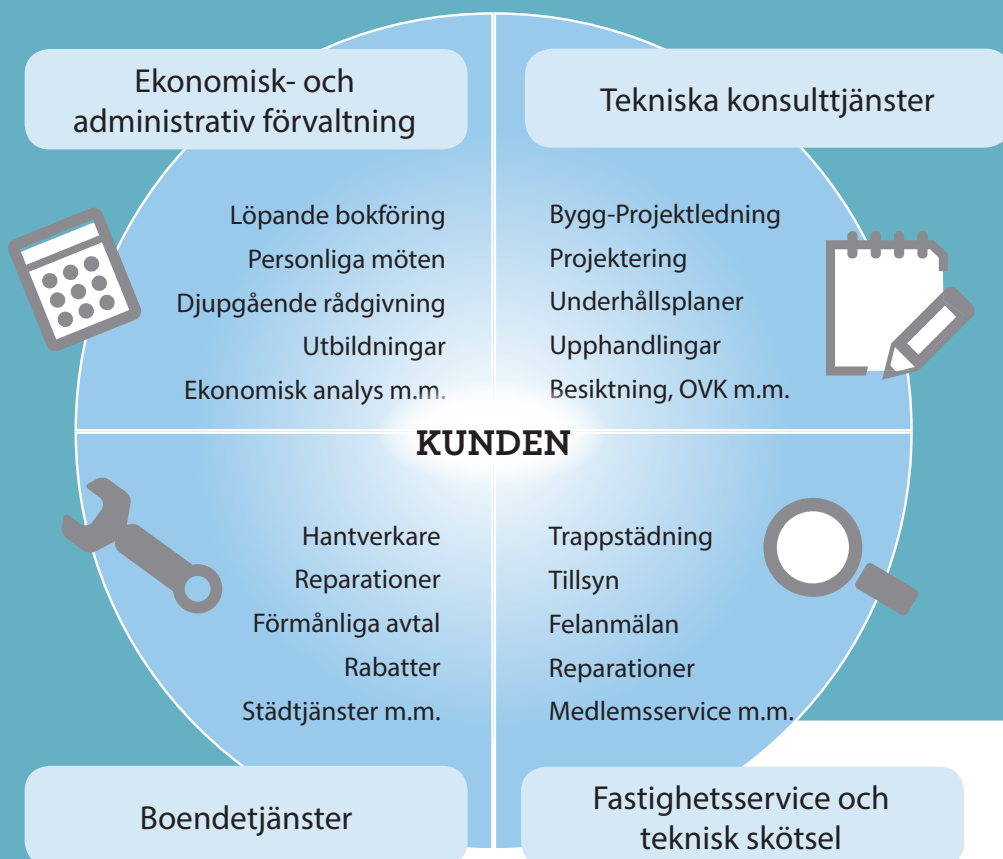 Ekonomisk- och
administrativ förvaltning
Löpande bokföring
Personliga möten
Djupgående rådgivning
Utbildningar
Ekonomisk analys m.m.
Tekniska konsulttjänster
Bygg-Projektledning
Projektering
Underhållsplaner
Upphandlingar
Besiktning, OVK m.m.
KUNDEN
Hantverkare
Reparationer
Förmånliga avtal
Rabatter
Städtjänster m.m.
Boendetjänster
Trappstädning
Tillsyn
Felanmälan
Reparationer
Medlemsservice m.m.
Fastighetsservice och
teknisk skötsel